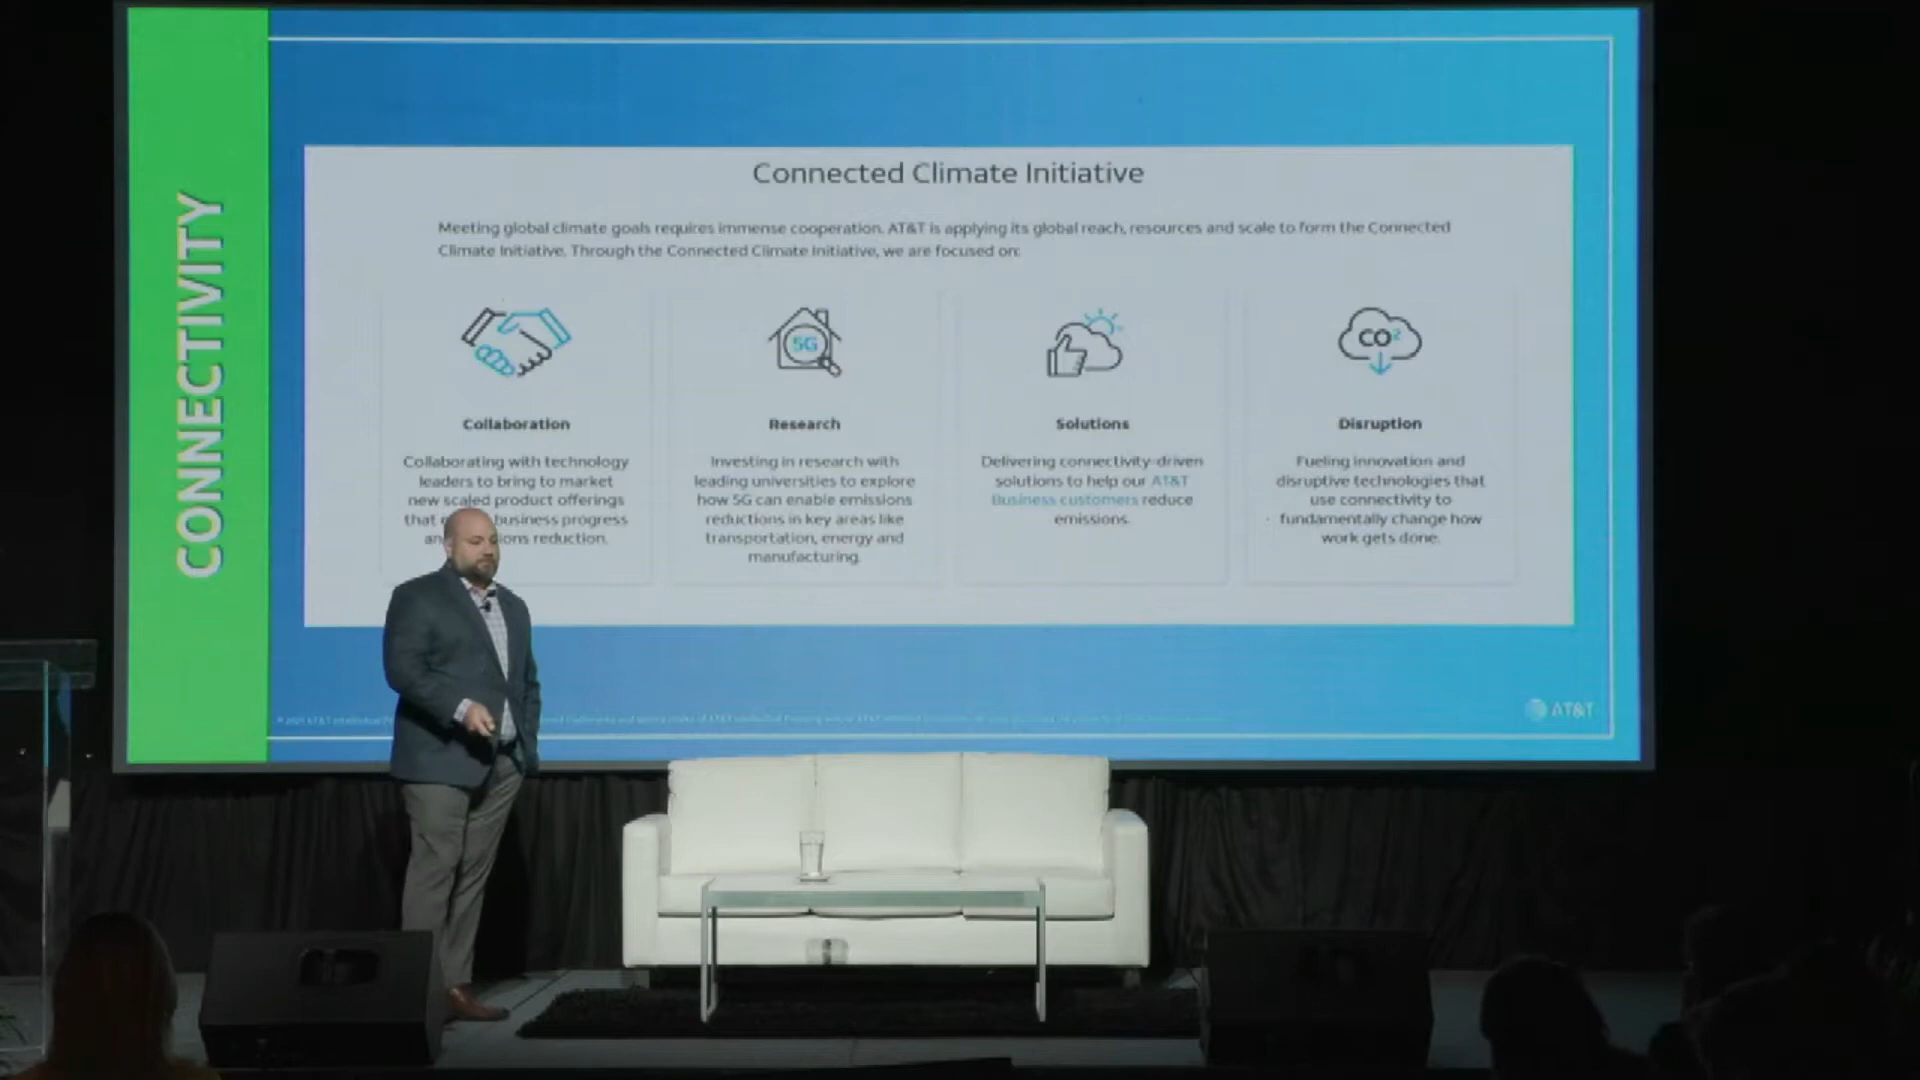 CONNECTIVITY
Connected Climate Initiative
Meeting global climate goals requires immense cooperation. AT&T is applying its global reach, resources and scale to form the Connected
Climate Initiative. Through the Connected Climate Initiative, we are focused on:
5G
CO²
Collaboration
Collaborating with technology
leaders to bring to market
new scaled product offerings
that business progress
reduction.
Research
Investing in research with
leading universities to explore
how 5G can enable emissions
reductions in key areas like
transportation, energy and
manufacturing.
Solutions
Delivering connectivity-driven
solutions to help our AT&T
Business customers reduce
emissions.
Disruption
Fueling innovation and
disruptive technologies that
use connectivity to
fundamentally change how
work gets done.
AT&T